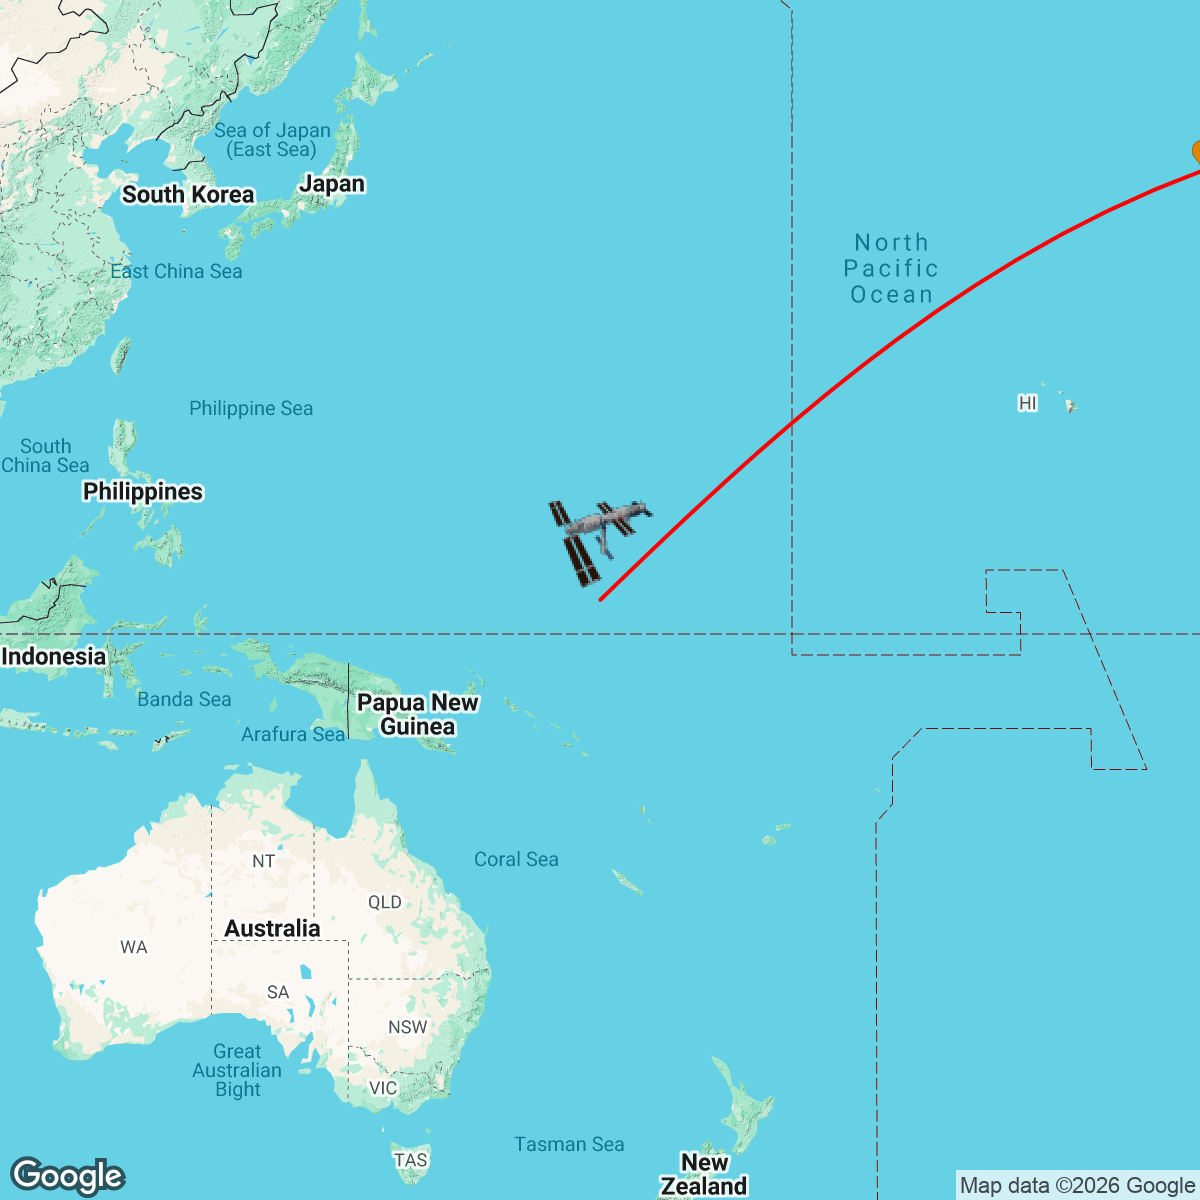 Sea of Japan
(East Sea)
South Korea
Japan
North
Pacific
Ocean
East China Sea
Philippine Sea
HI
South
China Sea
Philippines
Indonesia
Banda Sea
Papua New
Guinea
Arafura Sea
Coral Sea
NT
QLD
Australia
WA
SA
NSW
Great
Australian
Bight
VIC
Tasman Sea
TAS
New
Zealand
Google
Map data ©2026 Google